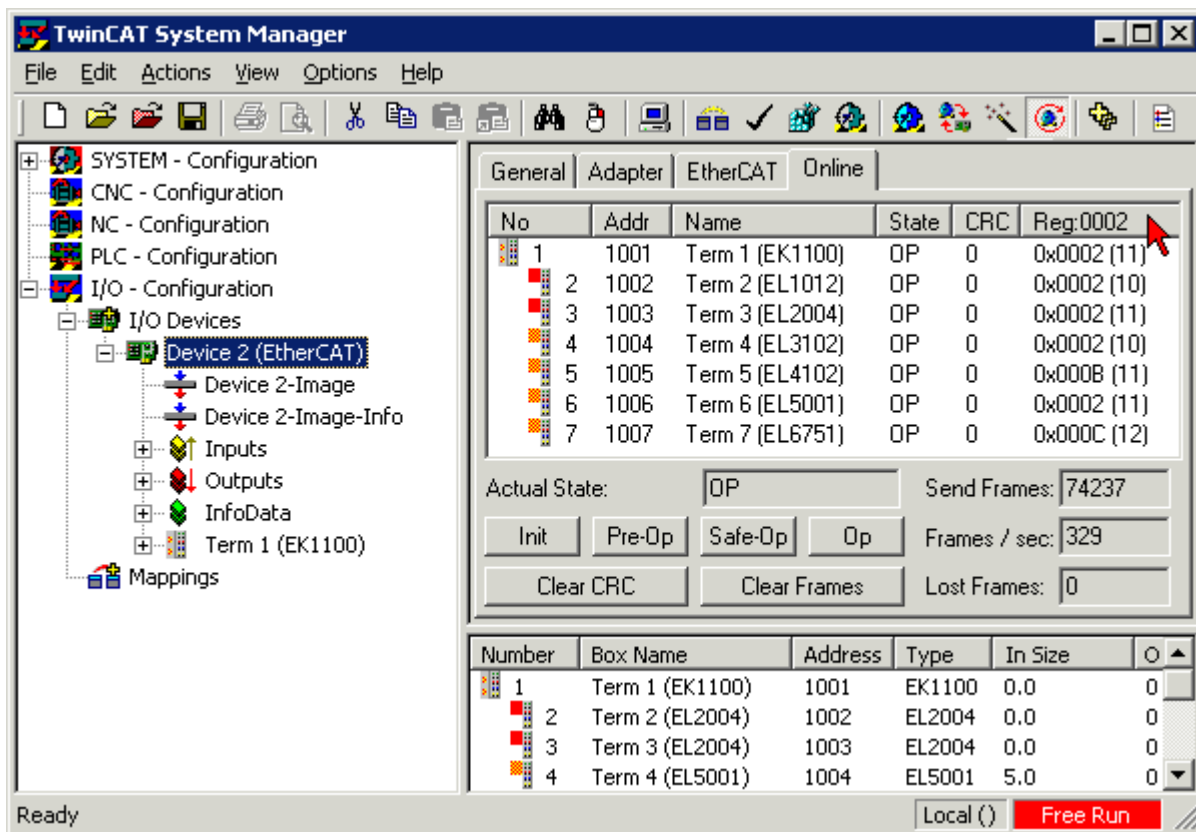 TwinCAT System Manager
File Edit Actions View Options Help
SYSTEM - Configuration
CNC - Configuration
NC - Configuration
PLC - Configuration
I/O - Configuration
I/O Devices
Device 2 (EtherCAT)
Device 2-Image
Device 2-Image-Info
Inputs
Outputs
InfoData
Term 1 (EK1100)
Mappings
General Adapter EtherCAT Online
No Addr Name State CRC Reg:0002
1 1001 Term 1 (EK1100) OP 0 0x0002 (11)
2 1002 Term 2 (EL1012) OP 0 0x0002 (10)
3 1003 Term 3 (EL2004) OP 0 0x0002 (11)
4 1004 Term 4 (EL3102) OP 0 0x0002 (10)
5 1005 Term 5 (EL4102) OP 0 0x000B (11)
6 1006 Term 6 (EL5001) OP 0 0x0002 (11)
7 1007 Term 7 (EL6751) OP 0 0x000C (12)
Actual State: OP Send Frames: 74237
Init Pre-Op Safe-Op Op Frames / sec: 329
Clear CRC Clear Frames Lost Frames: 0
Number Box Name Address Type In Size O
1 Term 1 (EK1100) 1001 EK1100 0.0 0
2 Term 2 (EL2004) 1002 EL2004 0.0 0
3 Term 3 (EL2004) 1003 EL2004 0.0 0
4 Term 4 (EL5001) 1004 EL5001 5.0 0
Ready Local () Free Run